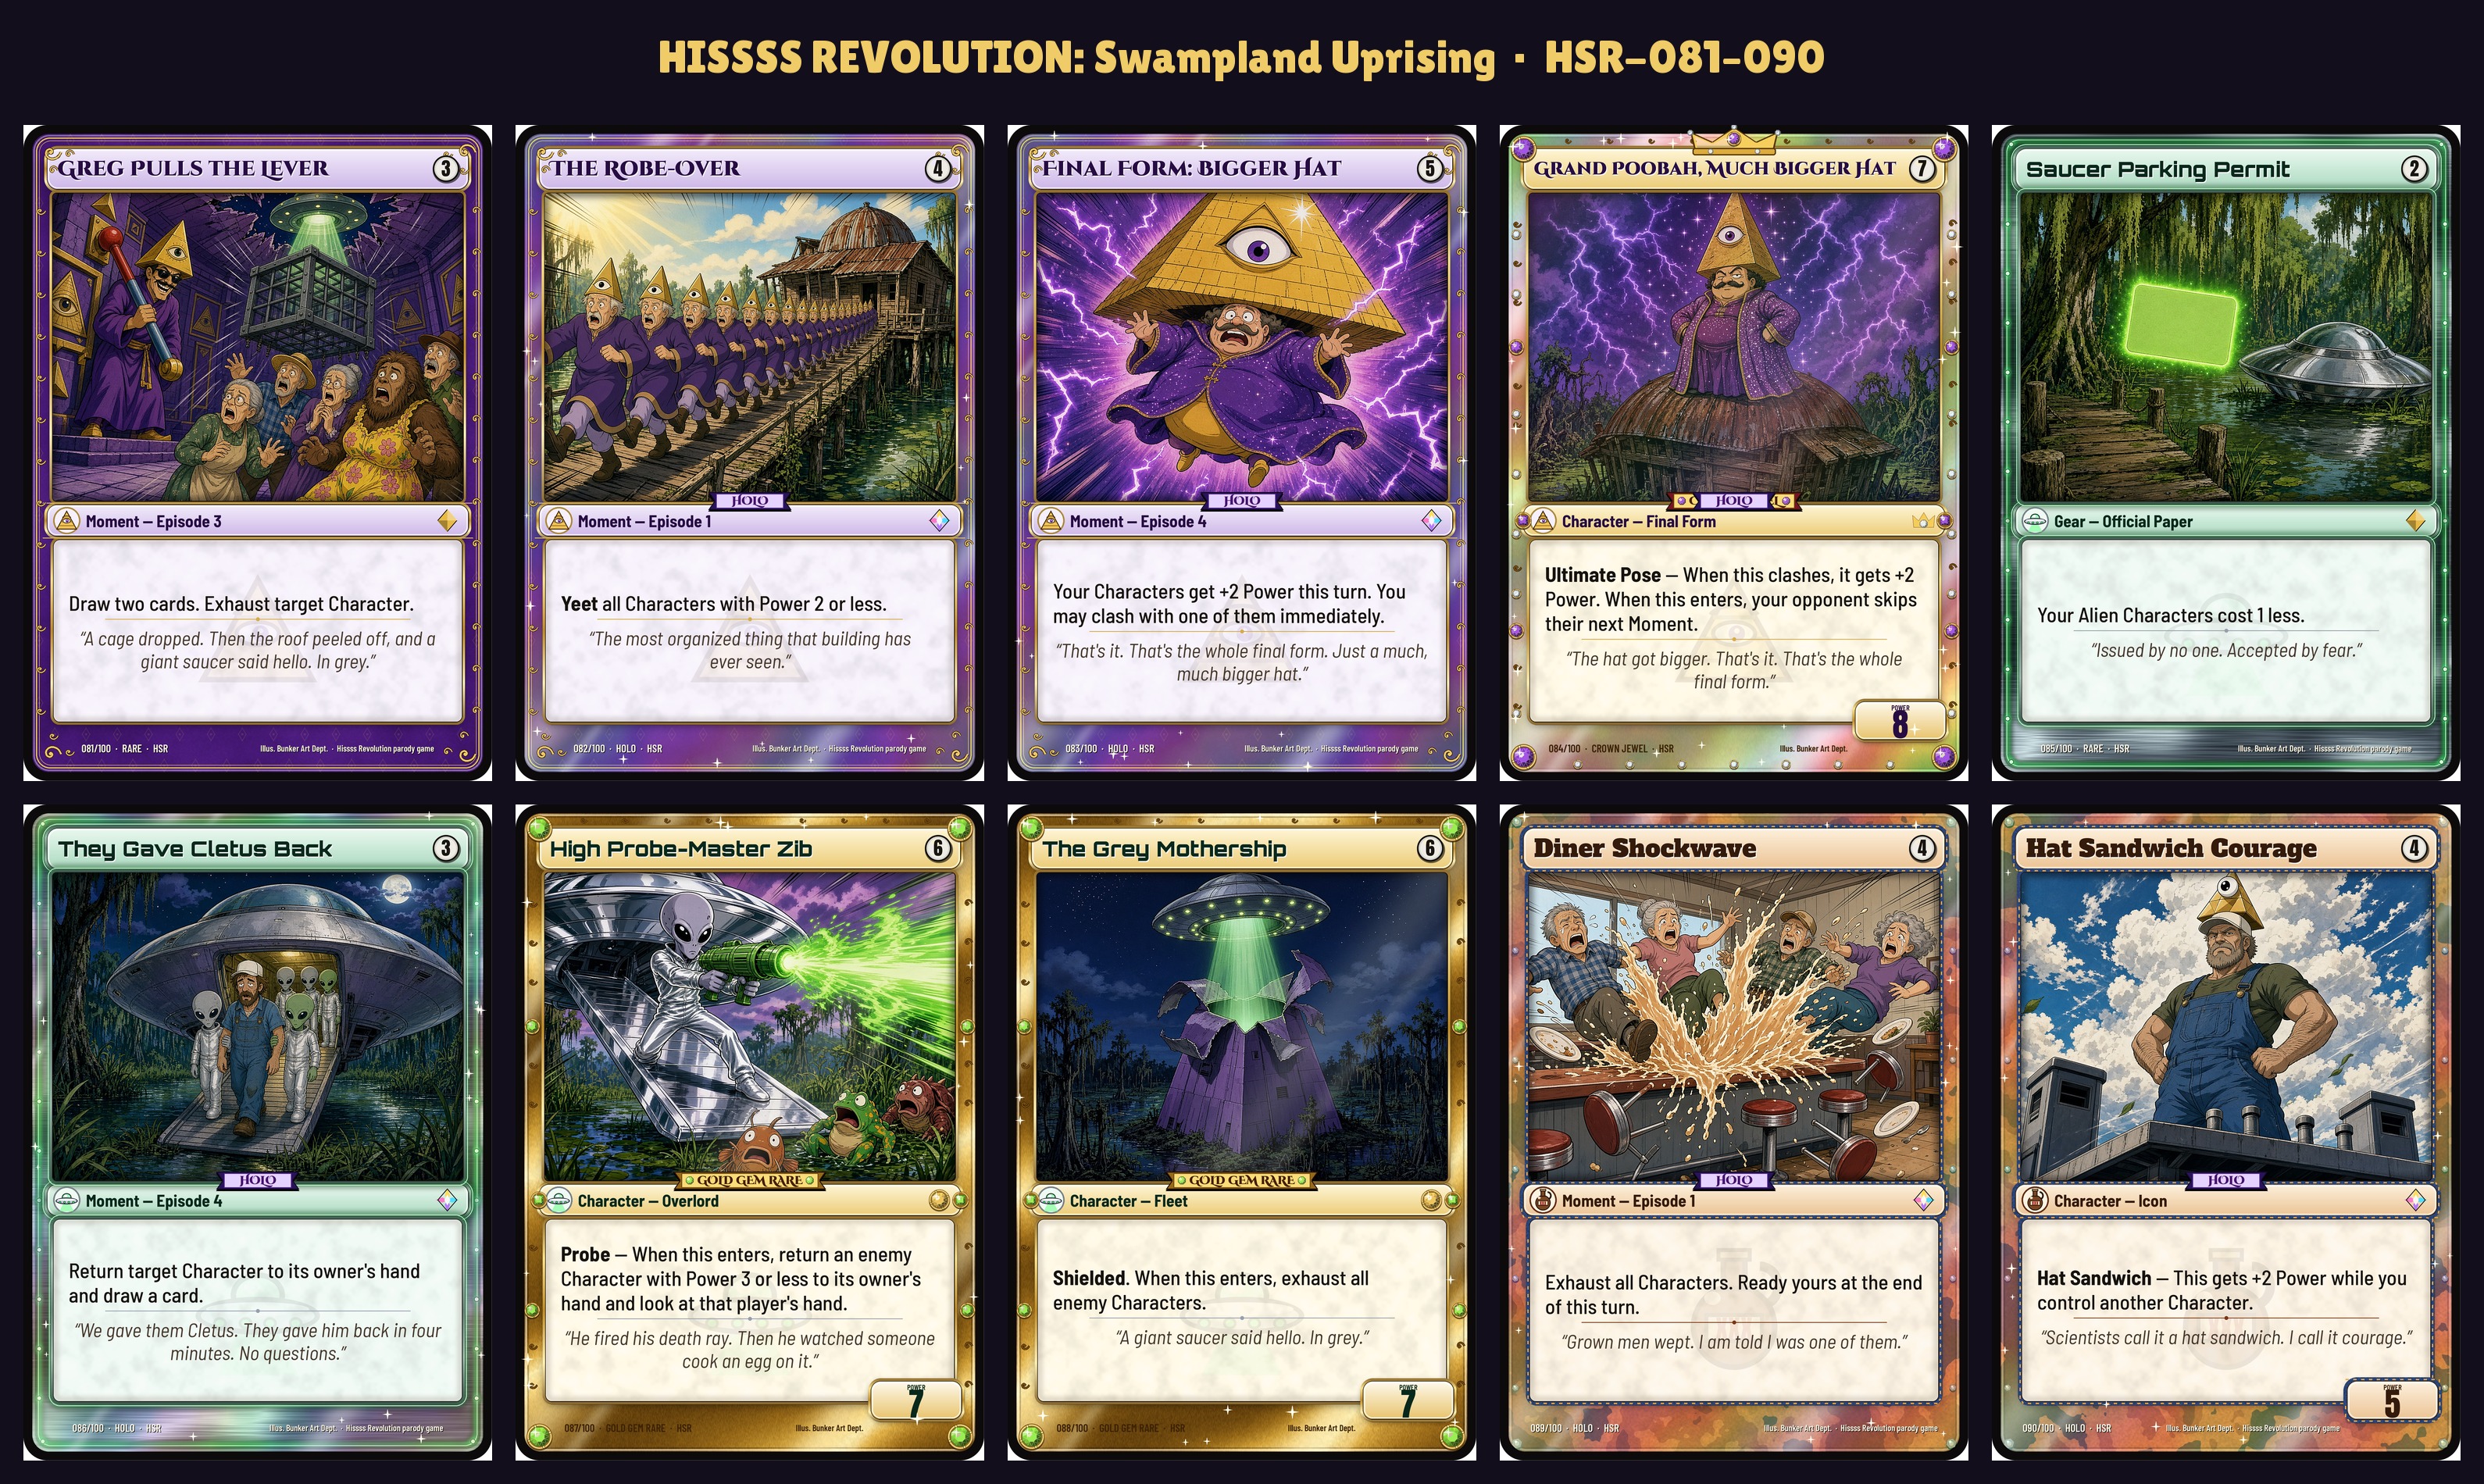 HISSSS REVOLUTION: Swampland Uprising · HSR-081-090
Greg Pulls the Lever
3
Moment – Episode 3
Draw two cards. Exhaust target Character.
“A cage dropped. Then the roof peeled off, and a
giant saucer said hello. In grey.”
081/100 · RARE · HSR
Illus. Bunker Art Dept. · Hissss Revolution parody game
The Robe-Over
4
HOLO
Moment – Episode 1
Yeet all Characters with Power 2 or less.
“The most organized thing that building has
ever seen.”
082/100 · HOLO · HSR
Illus. Bunker Art Dept. · Hissss Revolution parody game
Final Form: Bigger Hat
5
HOLO
Moment – Episode 4
Your Characters get +2 Power this turn. You
may clash with one of them immediately.
“That's it. That's the whole final form. Just a much,
much bigger hat.”
083/100 · HOLO · HSR
Illus. Bunker Art Dept. · Hissss Revolution parody game
Grand Poobah, Much Bigger Hat
7
HOLO
Character – Final Form
Ultimate Pose – When this clashes, it gets +2
Power. When this enters, your opponent skips
their next Moment.
“The hat got bigger. That's it. That's the whole
final form.”
POWER
8
084/100 · CROWN JEWEL · HSR
Illus. Bunker Art Dept.
Saucer Parking Permit
2
Gear – Official Paper
Your Alien Characters cost 1 less.
“Issued by no one. Accepted by fear.”
085/100 · RARE · HSR
Illus. Bunker Art Dept. · Hissss Revolution parody game
They Gave Cletus Back
3
HOLO
Moment – Episode 4
Return target Character to its owner's hand
and draw a card.
“We gave them Cletus. They gave him back in four
minutes. No questions.”
086/100 · HOLO · HSR
Illus. Bunker Art Dept. · Hissss Revolution parody game
High Probe-Master Zib
6
GOLD GEM RARE
Character – Overlord
Probe – When this enters, return an enemy
Character with Power 3 or less to its owner's
hand and look at that player's hand.
“He fired his death ray. Then he watched someone
cook an egg on it.”
POWER
7
087/100 · GOLD GEM RARE · HSR
Illus. Bunker Art Dept.
The Grey Mothership
6
GOLD GEM RARE
Character – Fleet
Shielded. When this enters, exhaust all
enemy Characters.
“A giant saucer said hello. In grey.”
POWER
7
088/100 · GOLD GEM RARE · HSR
Illus. Bunker Art Dept.
Diner Shockwave
4
HOLO
Moment – Episode 1
Exhaust all Characters. Ready yours at the end
of this turn.
“Grown men wept. I am told I was one of them.”
089/100 · HOLO · HSR
Illus. Bunker Art Dept. · Hissss Revolution parody game
Hat Sandwich Courage
4
HOLO
Character – Icon
Hat Sandwich – This gets +2 Power while you
control another Character.
“Scientists call it a hat sandwich. I call it courage.”
POWER
5
090/100 · HOLO · HSR
Illus. Bunker Art Dept. · Hissss Revolution parody game